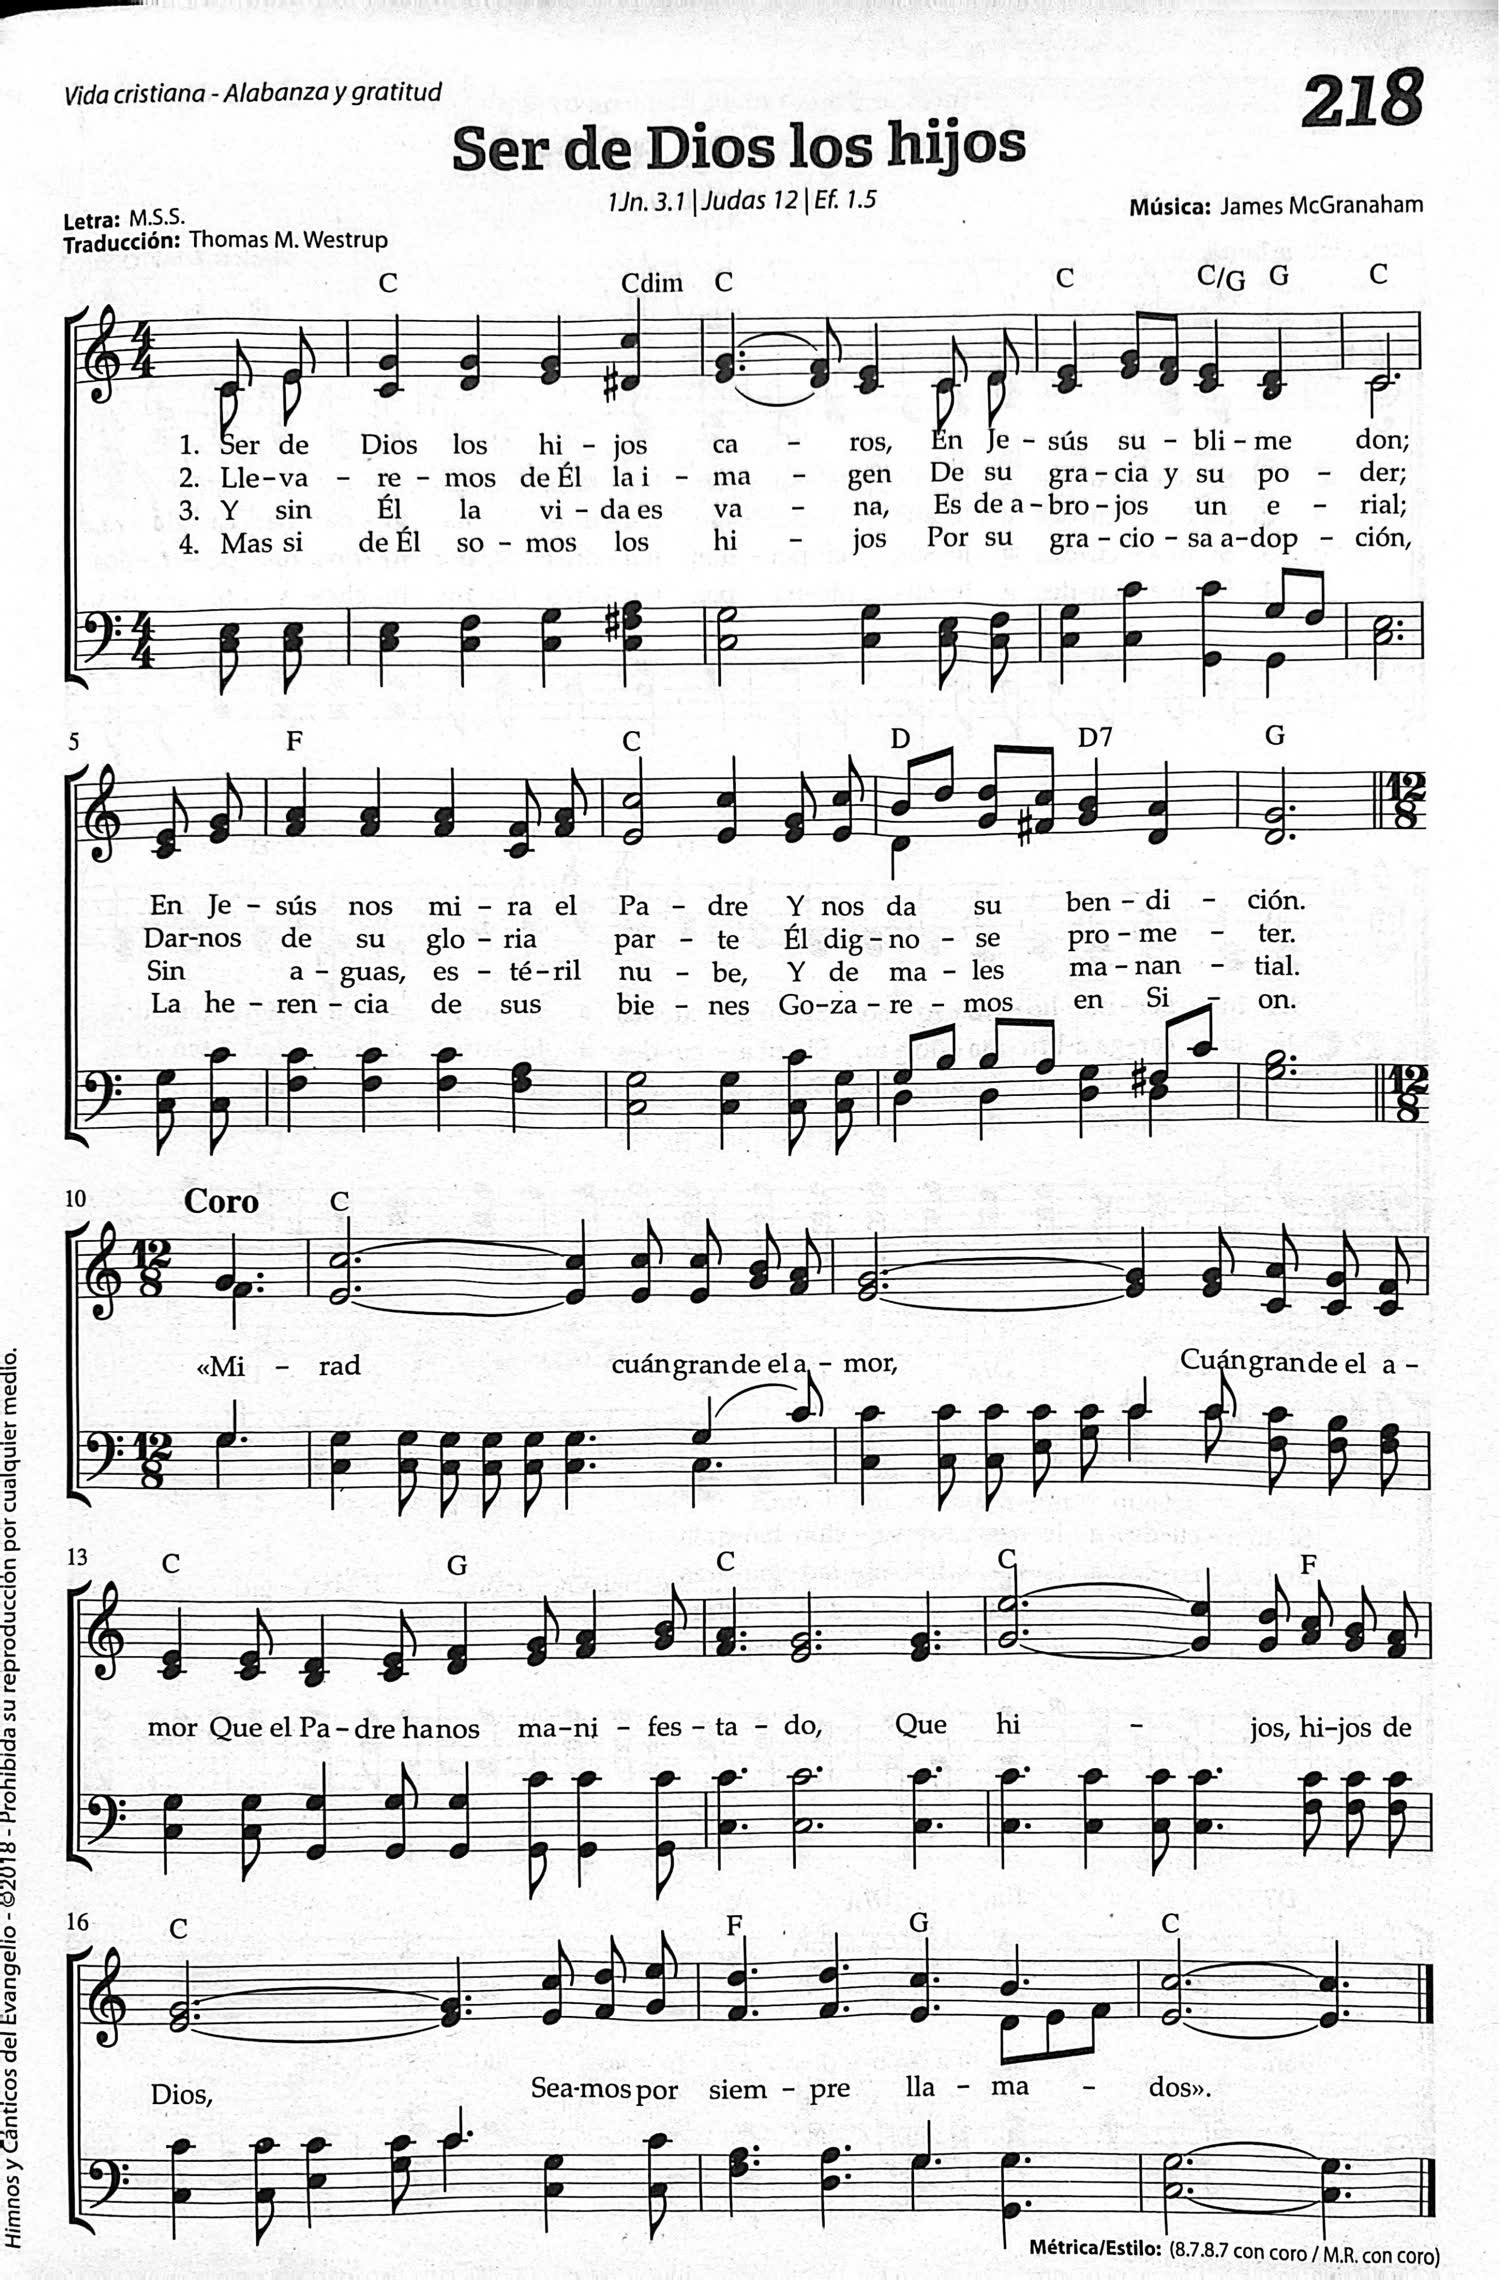 Vida cristiana - Alabanza y gratitud
218
Ser de Dios los hijos
1Jn. 3.1 | Judas 12 | Ef. 1.5
Letra: M.S.S.
Traducción: Thomas M. Westrup
Música: James McGranaham
C Cdim C C C/G G C
1. Ser de Dios los hi - jos ca - ros, En Je - sús su - bli - me don;
2. Lle - va - re - mos de Él la i - ma - gen De su gra - cia y su po - der;
3. Y sin Él la vi - da es va - na, Es de a - bro - jos un e - rial;
4. Mas si de Él so - mos los hi - jos Por su gra - cio - sa a - dop - ción,
5 F C D D7 G
En Je - sús nos mi - ra el Pa - dre Y nos da su ben - di - ción.
Dar - nos de su glo - ria par - te Él dig - no - se pro - me - ter.
Sin a - guas, es - té - ril nu - be, Y de ma - les ma - nan - tial.
La he - ren - cia de sus bie - nes Go - za - re - mos en Si - on.
10 Coro C
«Mi - rad cuán grande el a - mor, Cuán grande el a -
13 C G C C F
mor Que el Pa - dre ha nos ma - ni - fes - ta - do, Que hi - jos, hi - jos de
16 C F G C
Dios, Sea - mos por siem - pre lla - ma - dos».
Métrica/Estilo: (8.7.8.7 con coro / M.R. con coro)
Himnos y Cánticos del Evangelio - ©2018 - Prohibida su reproducción por cualquier medio.